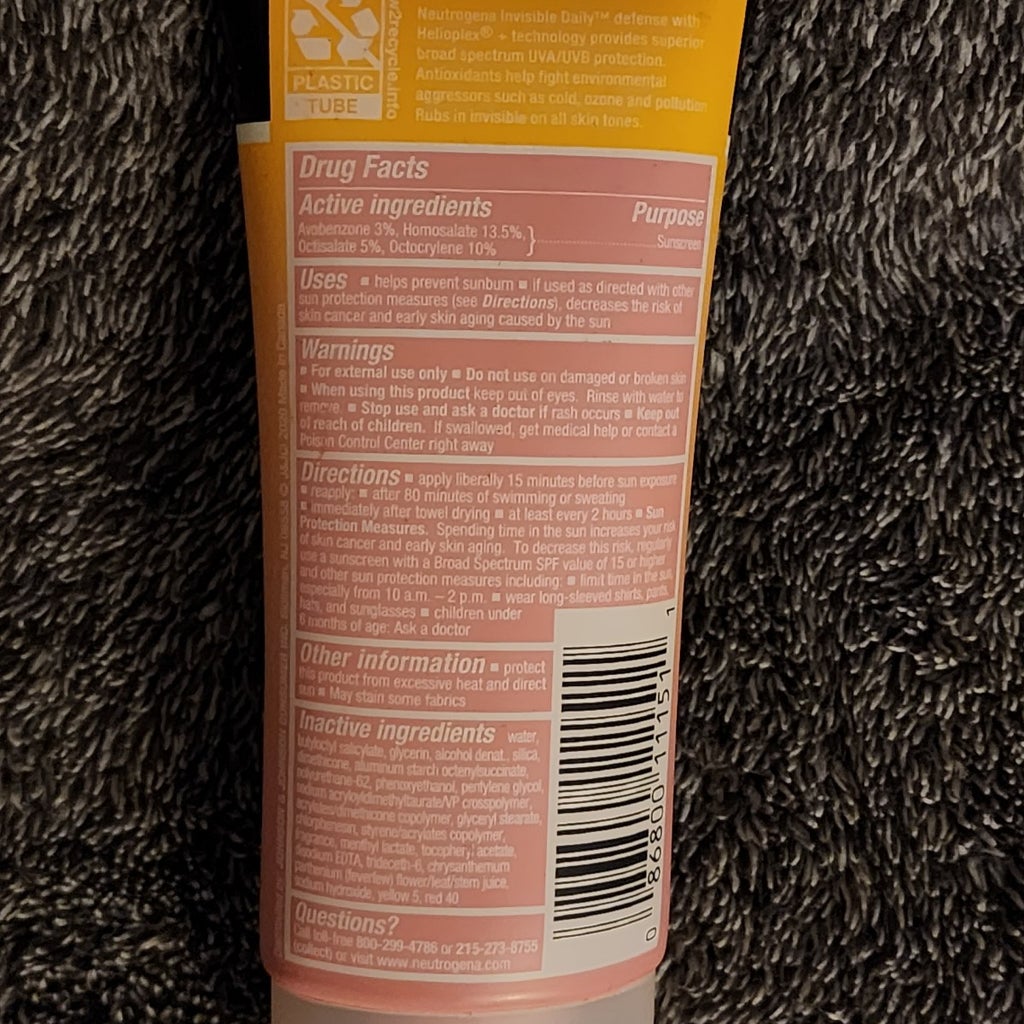 PLASTIC
TUBE
w2recycle.info
Neutrogena Invisible Daily™ defense with
Helioplex® + technology provides superior
broad spectrum UVA/UVB protection.
Antioxidants help fight environmental
aggressors such as cold, ozone and pollution
Rubs in invisible on all skin tones.
Drug Facts
Active ingredients Purpose
Avobenzone 3%, Homosalate 13.5%,
Octisalate 5%, Octocrylene 10% Sunscreen
Uses ■ helps prevent sunburn ■ if used as directed with other
sun protection measures (see Directions), decreases the risk of
skin cancer and early skin aging caused by the sun
Warnings
■ For external use only ■ Do not use on damaged or broken skin
■ When using this product keep out of eyes. Rinse with water to
remove. ■ Stop use and ask a doctor if rash occurs ■ Keep out
of reach of children. If swallowed, get medical help or contact a
Poison Control Center right away
Directions ■ apply liberally 15 minutes before sun exposure
■ reapply: ■ after 80 minutes of swimming or sweating
■ immediately after towel drying ■ at least every 2 hours ■ Sun
Protection Measures. Spending time in the sun increases your risk
of skin cancer and early skin aging. To decrease this risk, regularly
use a sunscreen with a Broad Spectrum SPF value of 15 or higher
and other sun protection measures including: ■ limit time in the sun,
especially from 10 a.m. – 2 p.m. ■ wear long-sleeved shirts, pants,
hats, and sunglasses ■ children under
6 months of age: Ask a doctor
Other information ■ protect
this product from excessive heat and direct
sun ■ May stain some fabrics
Inactive ingredients water,
butyloctyl salicylate, glycerin, alcohol denat., silica,
dimethicone, aluminum starch octenylsuccinate,
polyurethane-62, phenoxyethanol, pentylene glycol,
sodium acryloyldimethyltaurate/VP crosspolymer,
acrylates/dimethicone copolymer, glyceryl stearate,
chlorphenesin, styrene/acrylates copolymer,
fragrance, menthyl lactate, tocopheryl acetate,
disodium EDTA, trideceth-6, chrysanthemum
parthenium (feverfew) flower/leaf/stem juice,
sodium hydroxide, yellow 5, red 40
Questions?
Call toll-free 800-299-4786 or 215-273-8755
(collect) or visit www.neutrogena.com
0 86800 11151 1
JOHNSON & JOHNSON CONSUMER INC. NJ 08558 © J&JCI 2020 Made in Canada